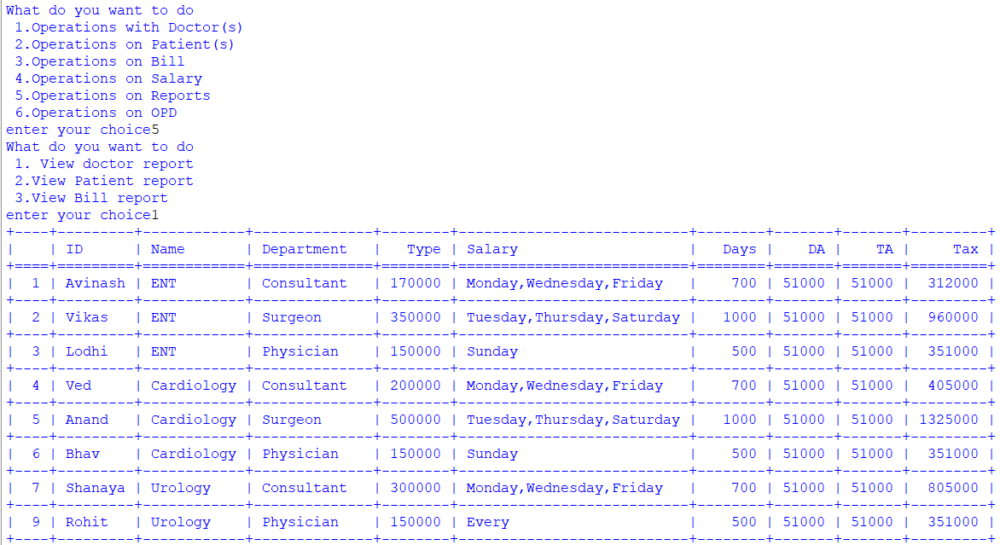 What do you want to do
 1.Operations with Doctor(s)
 2.Operations on Patient(s)
 3.Operations on Bill
 4.Operations on Salary
 5.Operations on Reports
 6.Operations on OPD
enter your choice5
What do you want to do
 1. View doctor report
 2.View Patient report
 3.View Bill report
enter your choice1
+----+---------+------------+--------------+--------+---------------------------+--------+-------+-------+---------+
|    | ID      | Name       | Department   |   Type | Salary                    |   Days |    DA |    TA |     Tax |
+====+=========+============+==============+========+===========================+========+=======+=======+=========+
|  1 | Avinash | ENT        | Consultant   | 170000 | Monday,Wednesday,Friday   |    700 | 51000 | 51000 |  312000 |
+----+---------+------------+--------------+--------+---------------------------+--------+-------+-------+---------+
|  2 | Vikas   | ENT        | Surgeon      | 350000 | Tuesday,Thursday,Saturday |   1000 | 51000 | 51000 |  960000 |
+----+---------+------------+--------------+--------+---------------------------+--------+-------+-------+---------+
|  3 | Lodhi   | ENT        | Physician    | 150000 | Sunday                    |    500 | 51000 | 51000 |  351000 |
+----+---------+------------+--------------+--------+---------------------------+--------+-------+-------+---------+
|  4 | Ved     | Cardiology | Consultant   | 200000 | Monday,Wednesday,Friday   |    700 | 51000 | 51000 |  405000 |
+----+---------+------------+--------------+--------+---------------------------+--------+-------+-------+---------+
|  5 | Anand   | Cardiology | Surgeon      | 500000 | Tuesday,Thursday,Saturday |   1000 | 51000 | 51000 | 1325000 |
+----+---------+------------+--------------+--------+---------------------------+--------+-------+-------+---------+
|  6 | Bhav    | Cardiology | Physician    | 150000 | Sunday                    |    500 | 51000 | 51000 |  351000 |
+----+---------+------------+--------------+--------+---------------------------+--------+-------+-------+---------+
|  7 | Shanaya | Urology    | Consultant   | 300000 | Monday,Wednesday,Friday   |    700 | 51000 | 51000 |  805000 |
+----+---------+------------+--------------+--------+---------------------------+--------+-------+-------+---------+
|  9 | Rohit   | Urology    | Physician    | 150000 | Every                     |    500 | 51000 | 51000 |  351000 |
+----+---------+------------+--------------+--------+---------------------------+--------+-------+-------+---------+